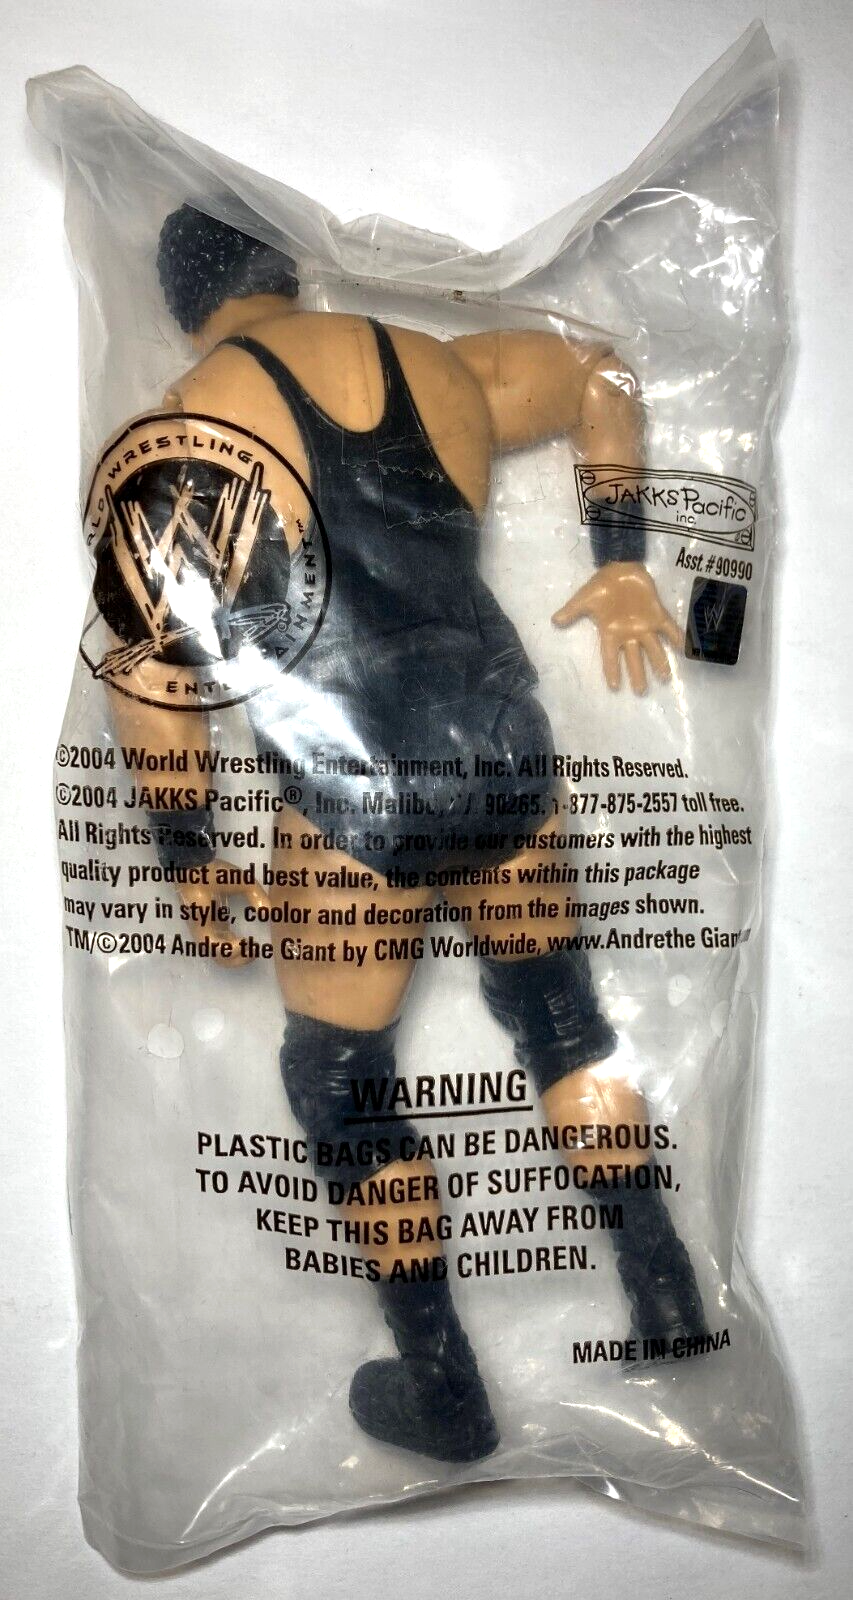 WORLD WRESTLING
ENTERTAINMENT
W
™
JAKKS Pacific
inc.
Asst. #90990
W
©2004 World Wrestling Entertainment, Inc. All Rights Reserved.
©2004 JAKKS Pacific®, Inc. Malibu, CA 90265. 1-877-875-2557 toll free.
All Rights Reserved. In order to provide our customers with the highest
quality product and best value, the contents within this package
may vary in style, coolor and decoration from the images shown.
TM/©2004 Andre the Giant by CMG Worldwide, www.Andrethe Giant
WARNING
PLASTIC BAGS CAN BE DANGEROUS.
TO AVOID DANGER OF SUFFOCATION,
KEEP THIS BAG AWAY FROM
BABIES AND CHILDREN.
MADE IN CHINA